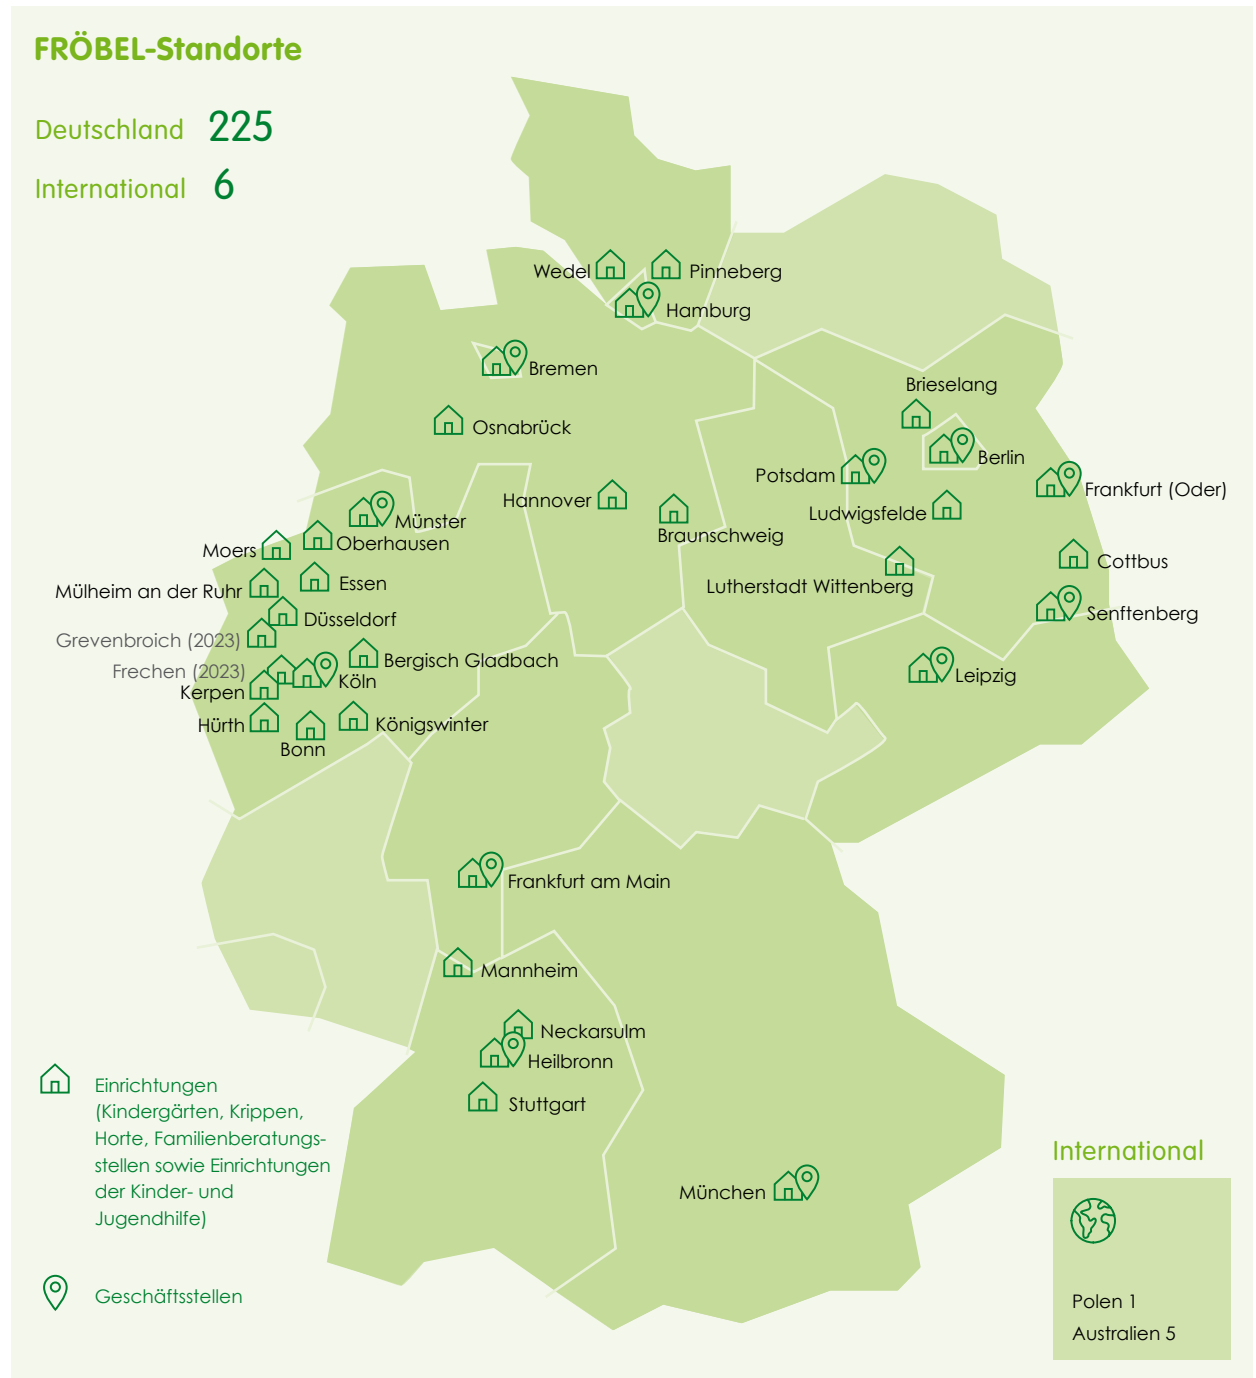 FRÖBEL-Standorte
Deutschland 225
International 6
Wedel
Pinneberg
Hamburg
Bremen
Osnabrück
Brieselang
Berlin
Potsdam
Frankfurt (Oder)
Hannover
Ludwigsfelde
Braunschweig
Münster
Oberhausen
Moers
Cottbus
Mülheim an der Ruhr
Essen
Lutherstadt Wittenberg
Düsseldorf
Senftenberg
Grevenbroich (2023)
Bergisch Gladbach
Frechen (2023)
Köln
Leipzig
Kerpen
Hürth
Königswinter
Bonn
Frankfurt am Main
Mannheim
Neckarsulm
Heilbronn
Stuttgart
München
Einrichtungen
(Kindergärten, Krippen,
Horte, Familienberatungs-
stellen sowie Einrichtungen
der Kinder- und
Jugendhilfe)
Geschäftsstellen
International
Polen 1
Australien 5